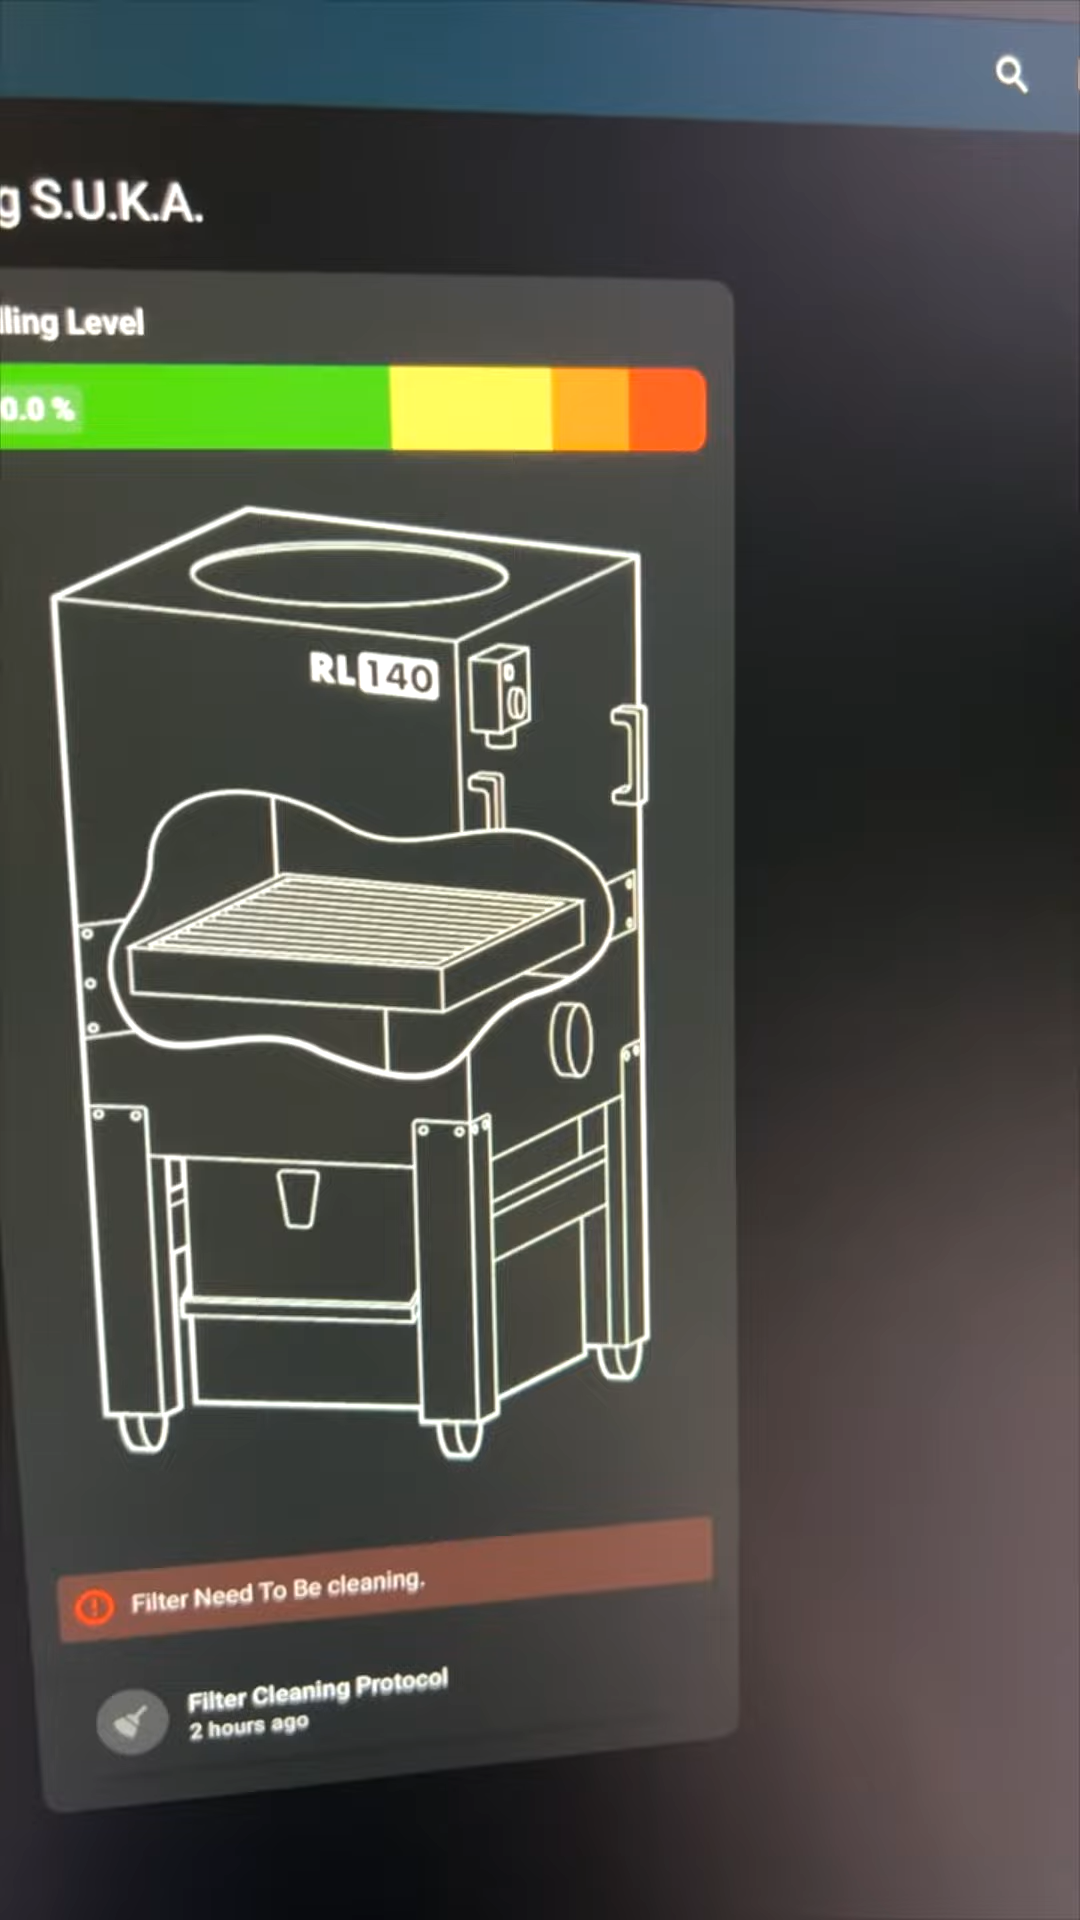 g S.U.K.A.
lling Level
0.0 %
RL140
Filter Need To Be cleaning.
Filter Cleaning Protocol
2 hours ago